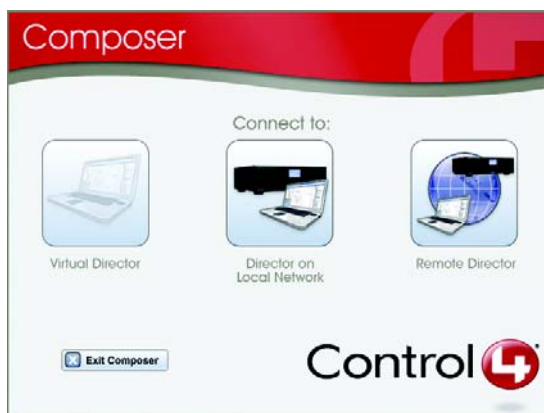 Composer
Connect to:
Virtual Director
Director on
Local Network
Remote Director
Exit Composer
Control4